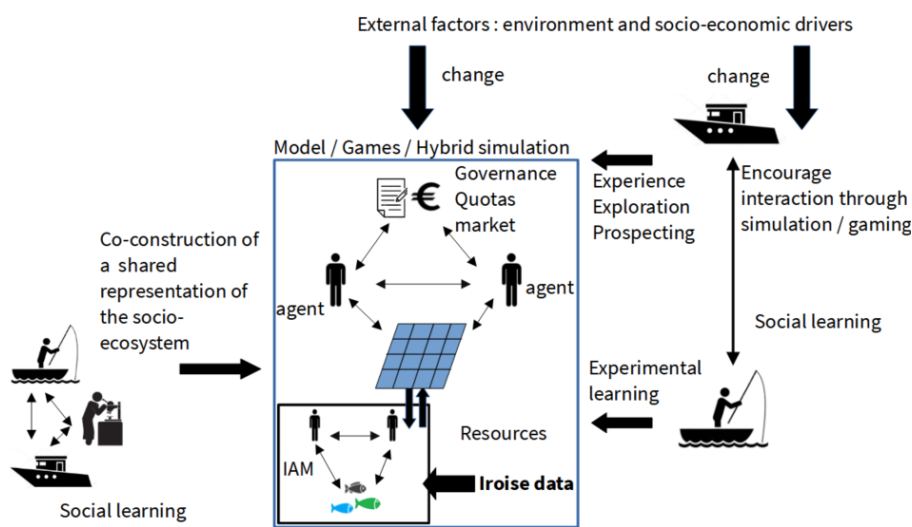 External factors : environment and socio-economic drivers
change
change
Model / Games / Hybrid simulation
Governance
Quotas
market
€
agent
agent
Co-construction of
a shared
representation of
the socio-
ecosystem
Experience
Exploration
Prospecting
Encourage
interaction through
simulation / gaming
Social learning
Experimental
learning
Resources
IAM
Iroise data
Social learning